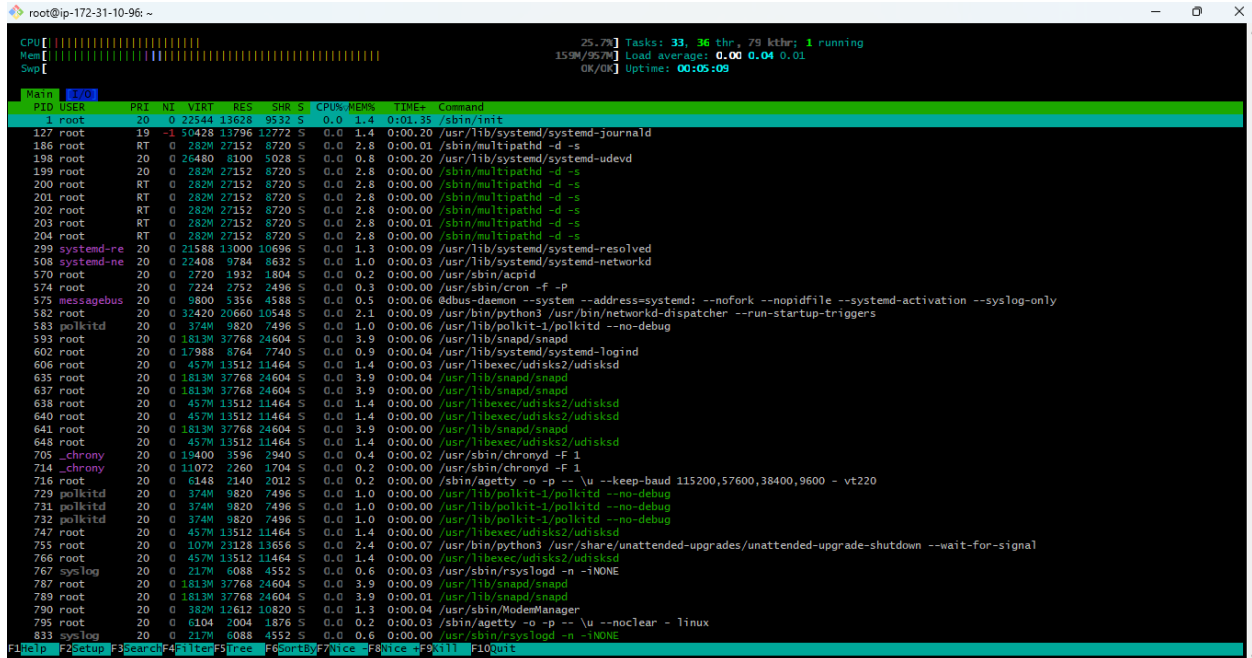 root@ip-172-31-10-96: ~
CPU[||||||||||||||||||||||| 25.7%] Tasks: 33, 36 thr, 79 kthr; 1 running
Mem[||||||||||||||||||||||||||||||||||||||||||||||||||| 159M/957M] Load average: 0.00 0.04 0.01
Swp[ 0K/0K] Uptime: 00:05:09
Main I/O
PID USER PRI NI VIRT RES SHR S CPU%▽MEM% TIME+ Command
1 root 20 0 22544 13628 9532 S 0.0 1.4 0:01.35 /sbin/init
127 root 19 -1 50428 13796 12772 S 0.0 1.4 0:00.20 /usr/lib/systemd/systemd-journald
186 root RT 0 282M 27152 8720 S 0.0 2.8 0:00.01 /sbin/multipathd -d -s
198 root 20 0 26480 8100 5028 S 0.0 0.8 0:00.20 /usr/lib/systemd/systemd-udevd
199 root 20 0 282M 27152 8720 S 0.0 2.8 0:00.00 /sbin/multipathd -d -s
200 root RT 0 282M 27152 8720 S 0.0 2.8 0:00.00 /sbin/multipathd -d -s
201 root RT 0 282M 27152 8720 S 0.0 2.8 0:00.00 /sbin/multipathd -d -s
202 root RT 0 282M 27152 8720 S 0.0 2.8 0:00.00 /sbin/multipathd -d -s
203 root RT 0 282M 27152 8720 S 0.0 2.8 0:00.01 /sbin/multipathd -d -s
204 root RT 0 282M 27152 8720 S 0.0 2.8 0:00.00 /sbin/multipathd -d -s
299 systemd-re 20 0 21588 13000 10696 S 0.0 1.3 0:00.09 /usr/lib/systemd/systemd-resolved
508 systemd-ne 20 0 22408 9784 8632 S 0.0 1.0 0:00.03 /usr/lib/systemd/systemd-networkd
570 root 20 0 2720 1932 1804 S 0.0 0.2 0:00.00 /usr/sbin/acpid
574 root 20 0 7224 2752 2496 S 0.0 0.3 0:00.00 /usr/sbin/cron -f -P
575 messagebus 20 0 9800 5356 4588 S 0.0 0.5 0:00.06 @dbus-daemon --system --address=systemd: --nofork --nopidfile --systemd-activation --syslog-only
582 root 20 0 32420 20660 10548 S 0.0 2.1 0:00.09 /usr/bin/python3 /usr/bin/networkd-dispatcher --run-startup-triggers
583 polkitd 20 0 374M 9820 7496 S 0.0 1.0 0:00.06 /usr/lib/polkit-1/polkitd --no-debug
593 root 20 0 1813M 37768 24604 S 0.0 3.9 0:00.06 /usr/lib/snapd/snapd
602 root 20 0 17988 8764 7740 S 0.0 0.9 0:00.04 /usr/lib/systemd/systemd-logind
606 root 20 0 457M 13512 11464 S 0.0 1.4 0:00.03 /usr/libexec/udisks2/udisksd
635 root 20 0 1813M 37768 24604 S 0.0 3.9 0:00.04 /usr/lib/snapd/snapd
637 root 20 0 1813M 37768 24604 S 0.0 3.9 0:00.00 /usr/lib/snapd/snapd
638 root 20 0 457M 13512 11464 S 0.0 1.4 0:00.00 /usr/libexec/udisks2/udisksd
640 root 20 0 457M 13512 11464 S 0.0 1.4 0:00.00 /usr/libexec/udisks2/udisksd
641 root 20 0 1813M 37768 24604 S 0.0 3.9 0:00.00 /usr/lib/snapd/snapd
648 root 20 0 457M 13512 11464 S 0.0 1.4 0:00.00 /usr/libexec/udisks2/udisksd
705 _chrony 20 0 19400 3596 2940 S 0.0 0.4 0:00.02 /usr/sbin/chronyd -F 1
714 _chrony 20 0 11072 2260 1704 S 0.0 0.2 0:00.00 /usr/sbin/chronyd -F 1
716 root 20 0 6148 2140 2012 S 0.0 0.2 0:00.00 /sbin/agetty -o -p -- \u --keep-baud 115200,57600,38400,9600 - vt220
729 polkitd 20 0 374M 9820 7496 S 0.0 1.0 0:00.00 /usr/lib/polkit-1/polkitd --no-debug
731 polkitd 20 0 374M 9820 7496 S 0.0 1.0 0:00.00 /usr/lib/polkit-1/polkitd --no-debug
732 polkitd 20 0 374M 9820 7496 S 0.0 1.0 0:00.00 /usr/lib/polkit-1/polkitd --no-debug
747 root 20 0 457M 13512 11464 S 0.0 1.4 0:00.00 /usr/libexec/udisks2/udisksd
755 root 20 0 107M 23128 13656 S 0.0 2.4 0:00.07 /usr/bin/python3 /usr/share/unattended-upgrades/unattended-upgrade-shutdown --wait-for-signal
766 root 20 0 457M 13512 11464 S 0.0 1.4 0:00.00 /usr/libexec/udisks2/udisksd
767 syslog 20 0 217M 6088 4552 S 0.0 0.6 0:00.03 /usr/sbin/rsyslogd -n -iNONE
787 root 20 0 1813M 37768 24604 S 0.0 3.9 0:00.09 /usr/lib/snapd/snapd
789 root 20 0 1813M 37768 24604 S 0.0 3.9 0:00.01 /usr/lib/snapd/snapd
790 root 20 0 382M 12612 10820 S 0.0 1.3 0:00.04 /usr/sbin/ModemManager
795 root 20 0 6104 2004 1876 S 0.0 0.2 0:00.03 /sbin/agetty -o -p -- \u --noclear - linux
833 syslog 20 0 217M 6088 4552 S 0.0 0.6 0:00.00 /usr/sbin/rsyslogd -n -iNONE
F1Help F2Setup F3SearchF4FilterF5Tree F6SortByF7Nice -F8Nice +F9Kill F10Quit